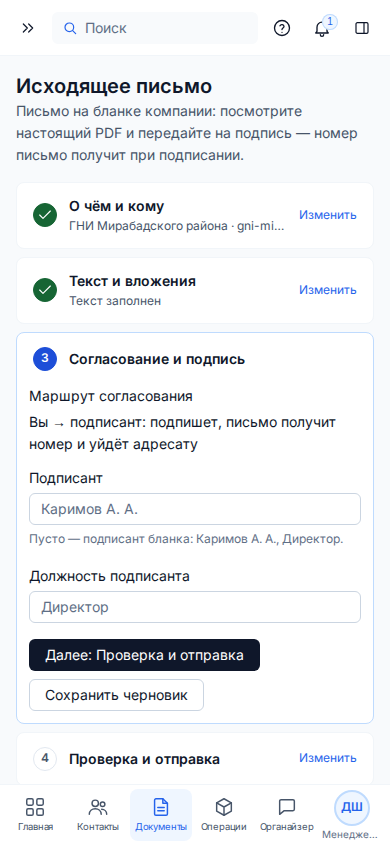 Поиск
1
Исходящее письмо
Письмо на бланке компании: посмотрите
настоящий PDF и передайте на подпись — номер
письмо получит при подписании.
О чём и кому
ГНИ Мирабадского района · gni-mi...
Изменить
Текст и вложения
Текст заполнен
Изменить
3
Согласование и подпись
Маршрут согласования
Вы → подписант: подпишет, письмо получит
номер и уйдёт адресату
Подписант
Каримов А. А.
Пусто — подписант бланка: Каримов А. А., Директор.
Должность подписанта
Директор
Далее: Проверка и отправка
Сохранить черновик
4
Проверка и отправка
Изменить
Главная
Контакты
Документы
Операции
Органайзер
ДШ
Менедже...